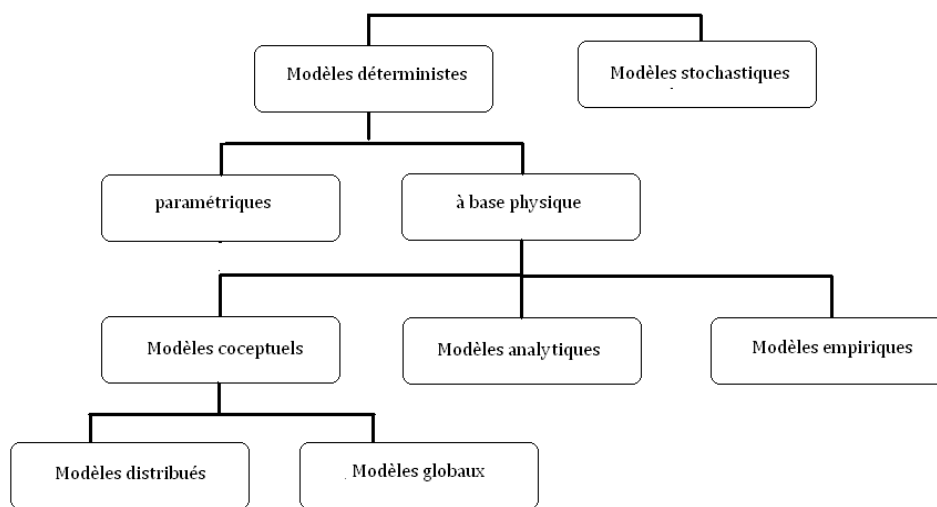 Modèles déterministes
Modèles stochastiques
paramétriques
à base physique
Modèles coceptuels
Modèles analytiques
Modèles empiriques
Modèles distribués
Modèles globaux